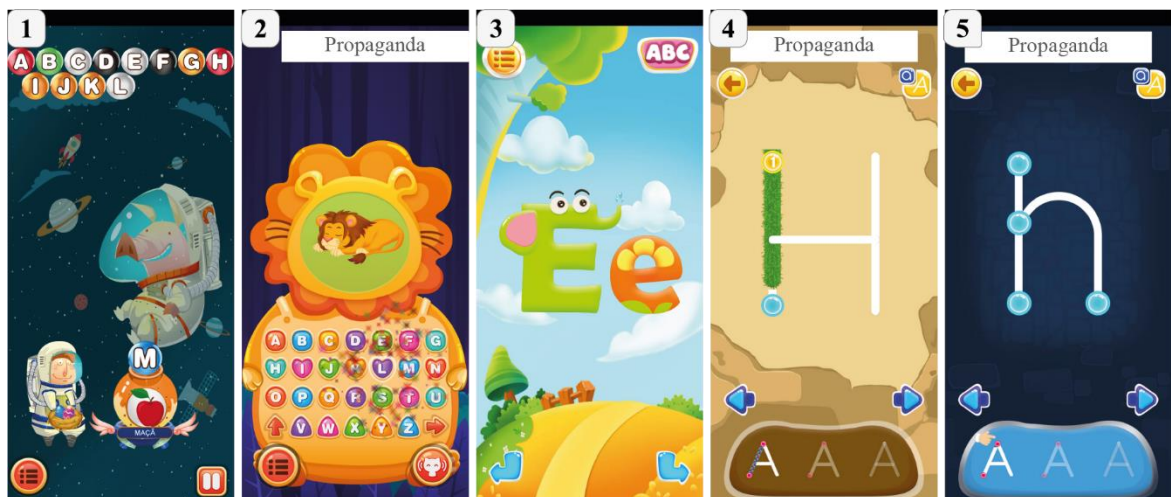 1
A B C D E F G H
I J K L
M
MAÇÃ
2
Propaganda
A B C D E F G
H I J K L M N
O P Q R S T U
V W X Y Z
3
ABC
E e
4
Propaganda
A
1
H
A A A
5
Propaganda
A
h
A A A